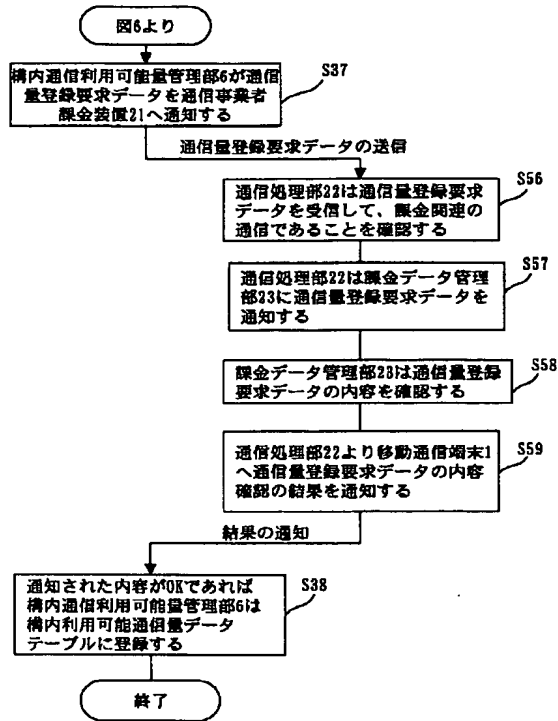 図6より
構内通信利用可能量管理部6が通信
量登録要求データを通信事業者
課金装置21へ通知する
S37
通信量登録要求データの送信
S56
通信処理部22は通信量登録要求
データを受信して、課金関連の
通信であることを確認する
S57
通信処理部22は課金データ管理
部23に通信量登録要求データを
通知する
S58
課金データ管理部23は通信量登録
要求データの内容を確認する
S59
通信処理部22より移動通信端末1
へ通信量登録要求データの内容
確認の結果を通知する
結果の通知
S38
通知された内容がOKであれば
構内通信利用可能量管理部6は
構内利用可能通信量データ
テーブルに登録する
終了